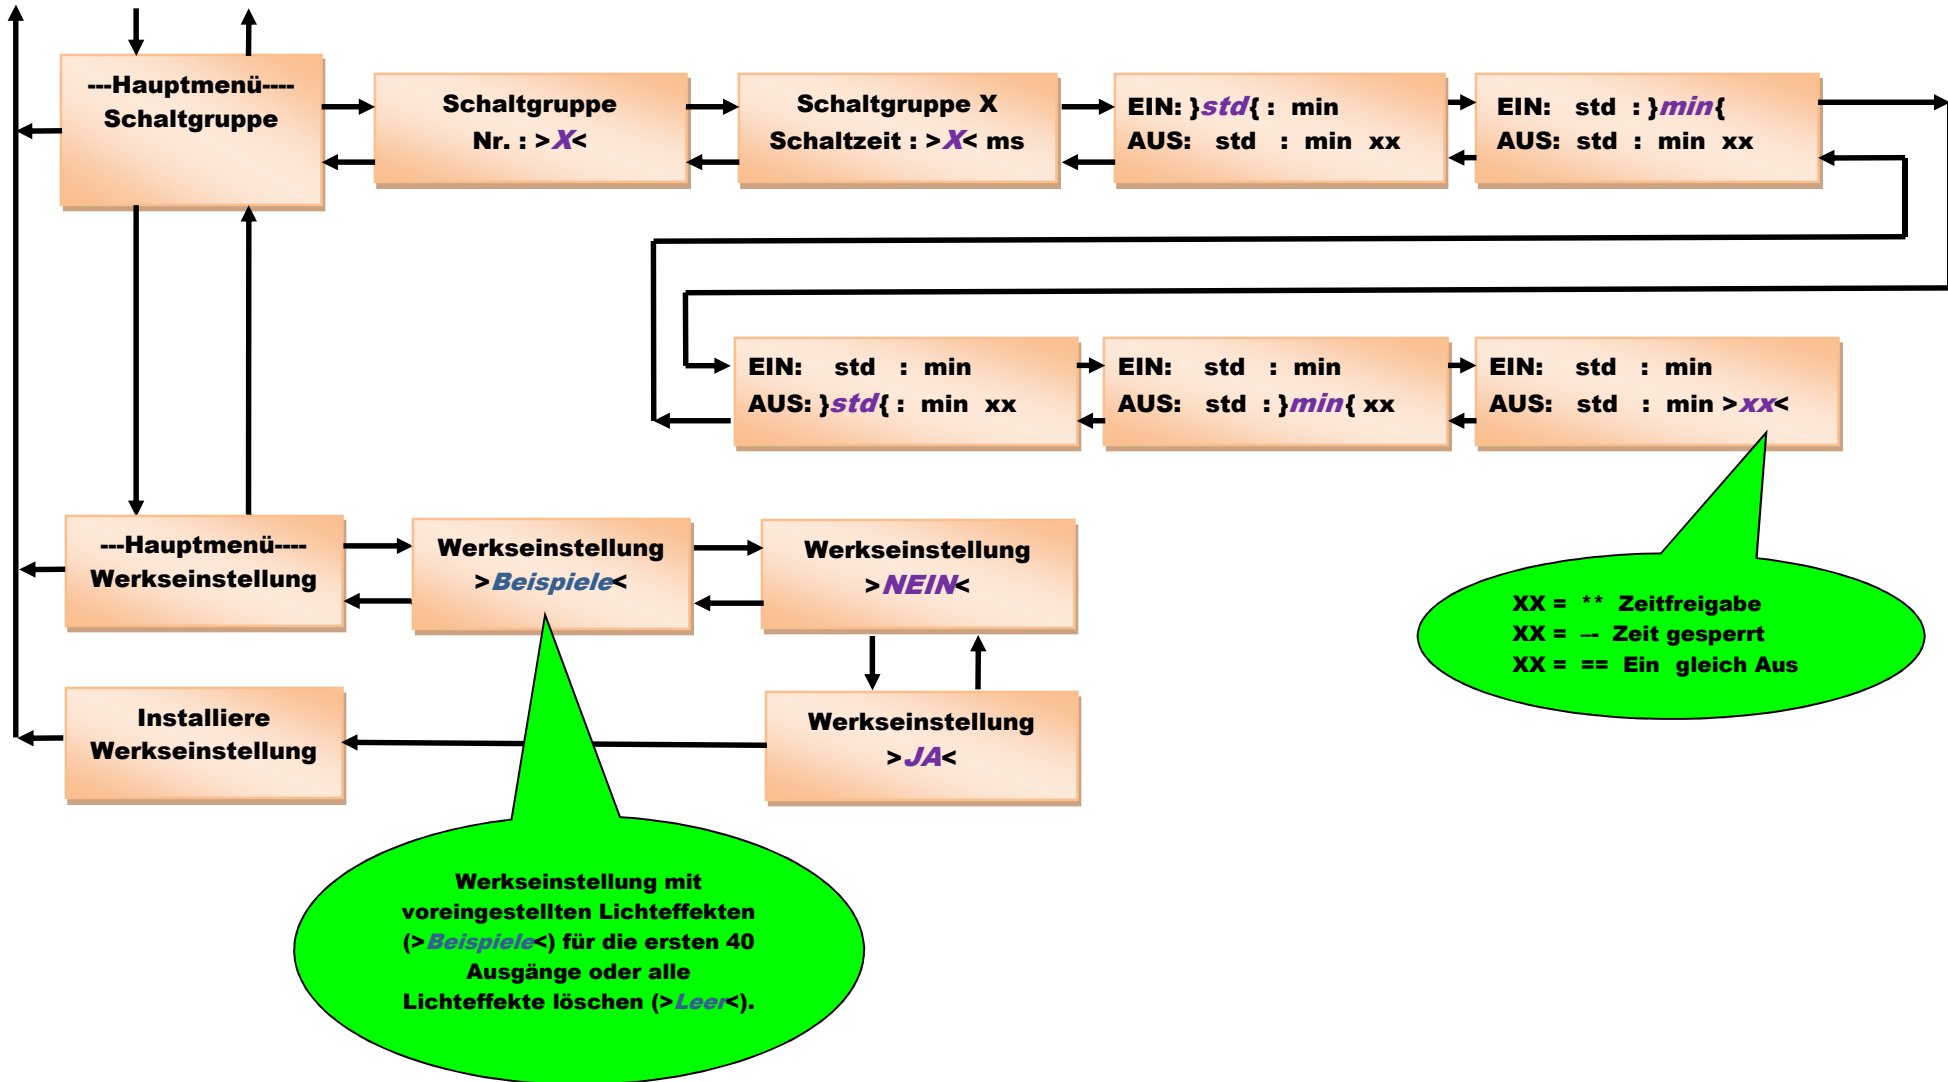 ---Hauptmenü----
Schaltgruppe
Schaltgruppe
Nr. : >X<
Schaltgruppe X
Schaltzeit : >X< ms
EIN: }std{ : min
AUS: std : min xx
EIN: std : }min{
AUS: std : min xx
EIN: std : min
AUS: }std{ : min xx
EIN: std : min
AUS: std : }min{ xx
EIN: std : min
AUS: std : min >xx<
---Hauptmenü----
Werkseinstellung
Werkseinstellung
>Beispiele<
Werkseinstellung
>NEIN<
XX = ** Zeitfreigabe
XX = –- Zeit gesperrt
XX = == Ein gleich Aus
Installiere
Werkseinstellung
Werkseinstellung
>JA<
Werkseinstellung mit
voreingestellten Lichteffekten
(>Beispiele<) für die ersten 40
Ausgänge oder alle
Lichteffekte löschen (>Leer<).